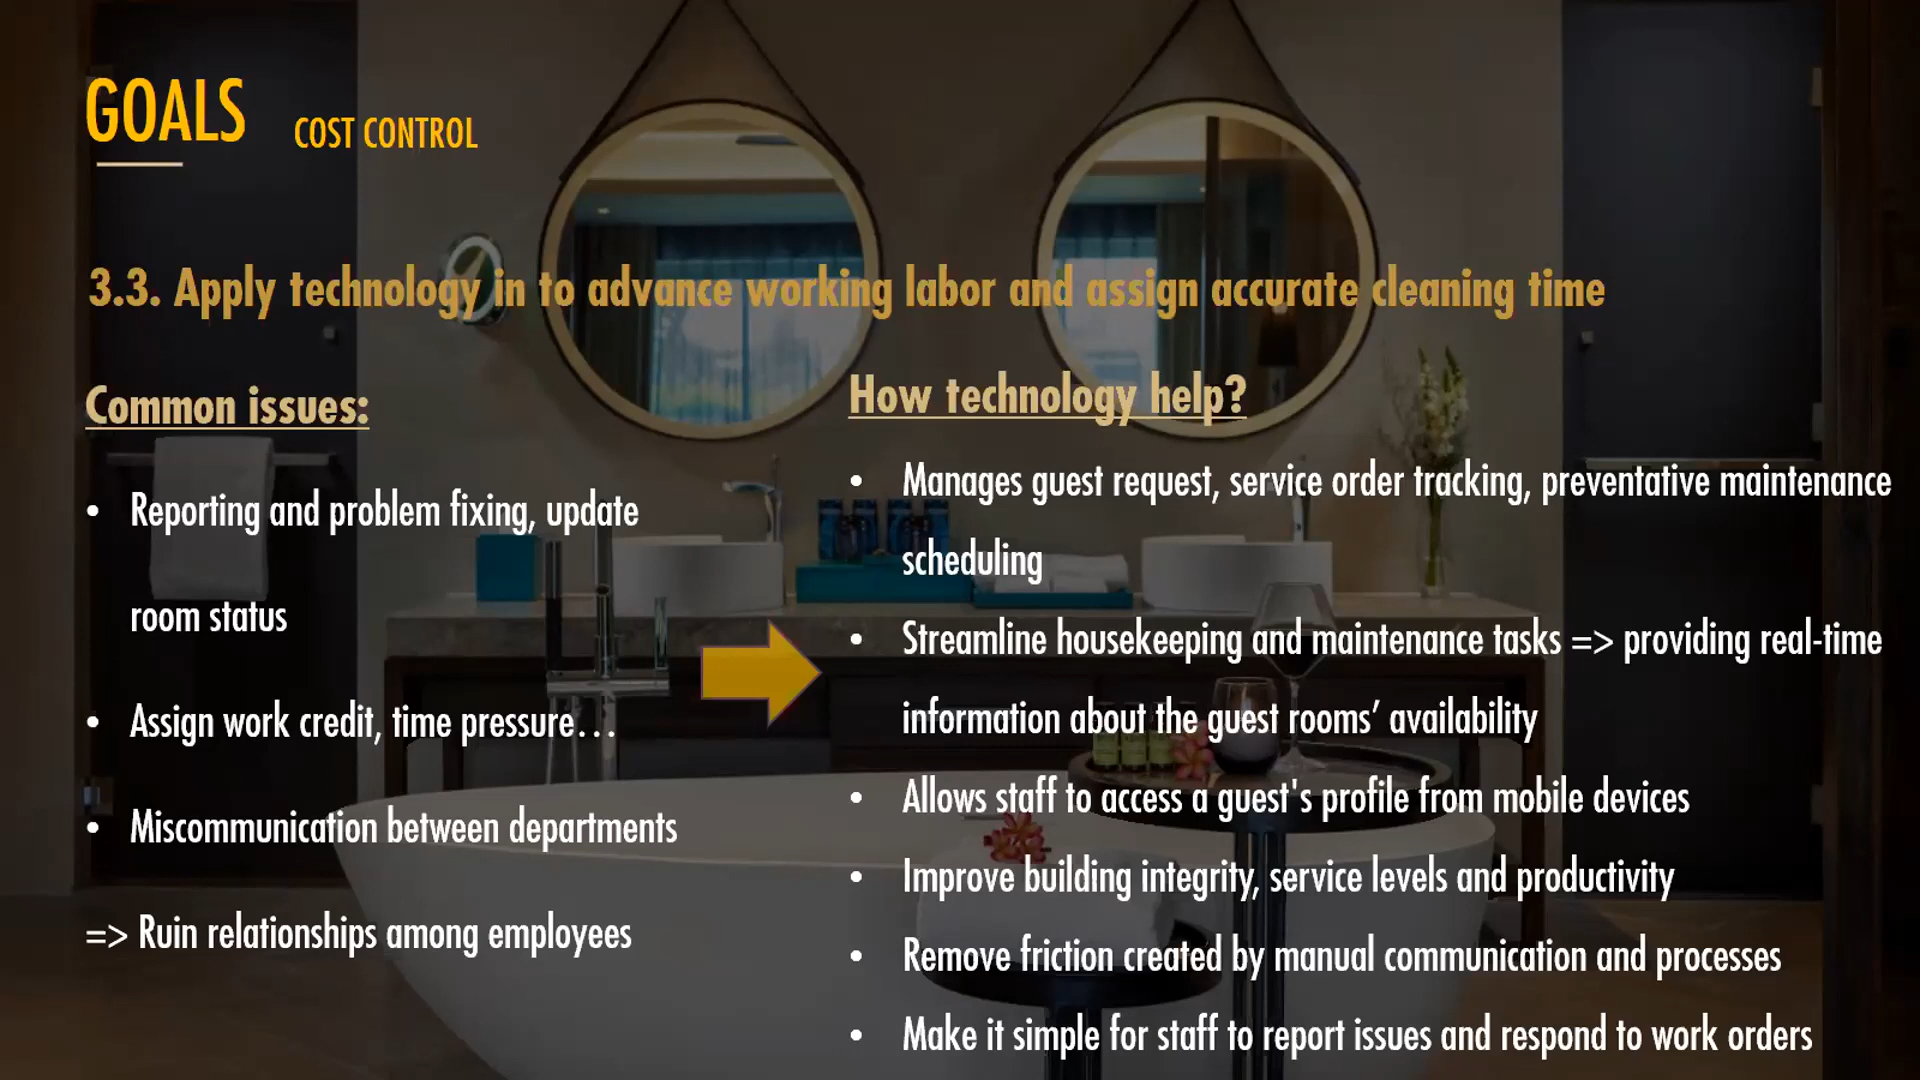 GOALS COST CONTROL
3.3. Apply technology in to advance working labor and assign accurate cleaning time
Common issues:
• Reporting and problem fixing, update
room status
• Assign work credit, time pressure…
• Miscommunication between departments
=> Ruin relationships among employees
How technology help?
• Manages guest request, service order tracking, preventative maintenance
scheduling
• Streamline housekeeping and maintenance tasks => providing real-time
information about the guest rooms’ availability
• Allows staff to access a guest's profile from mobile devices
• Improve building integrity, service levels and productivity
• Remove friction created by manual communication and processes
• Make it simple for staff to report issues and respond to work orders